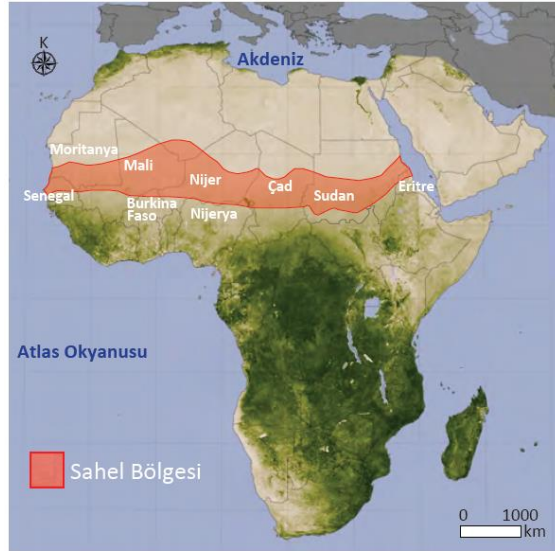 Akdeniz
K
Moritanya
Mali
Nijer
Çad
Sudan
Eritre
Senegal
Burkina
Faso
Nijerya
Atlas Okyanusu
Sahel Bölgesi
0 1000
km